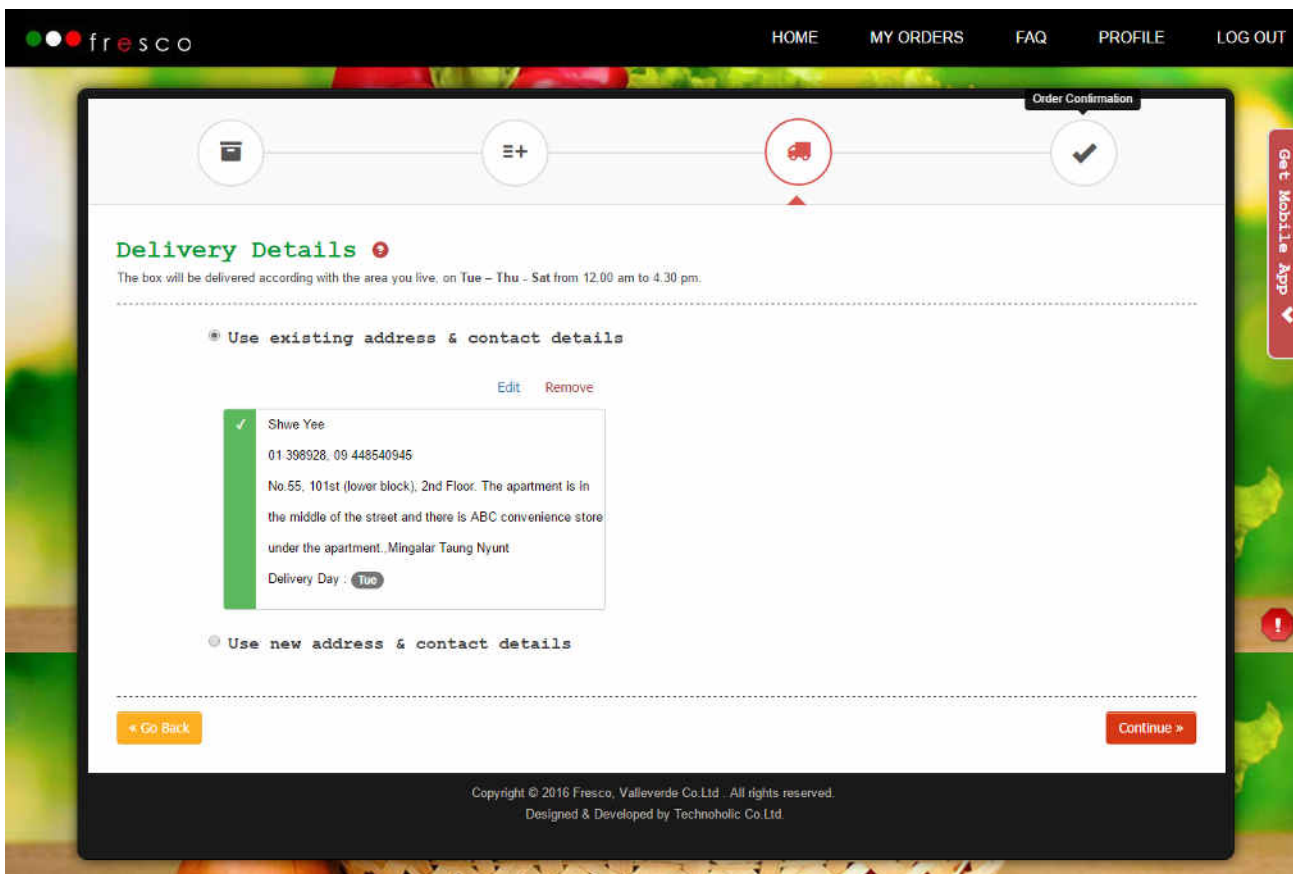 fresco
HOME MY ORDERS FAQ PROFILE LOG OUT
Order Confirmation
Get Mobile App
Delivery Details
The box will be delivered according with the area you live, on Tue – Thu - Sat from 12.00 am to 4.30 pm.
Use existing address & contact details
Edit Remove
Shwe Yee
01 398928, 09 448540945
No.55, 101st (lower block), 2nd Floor. The apartment is in
the middle of the street and there is ABC convenience store
under the apartment.,Mingalar Taung Nyunt
Delivery Day : Tue
Use new address & contact details
« Go Back
Continue »
Copyright © 2016 Fresco, Valleverde Co.Ltd . All rights reserved.
Designed & Developed by Technoholic Co.Ltd.